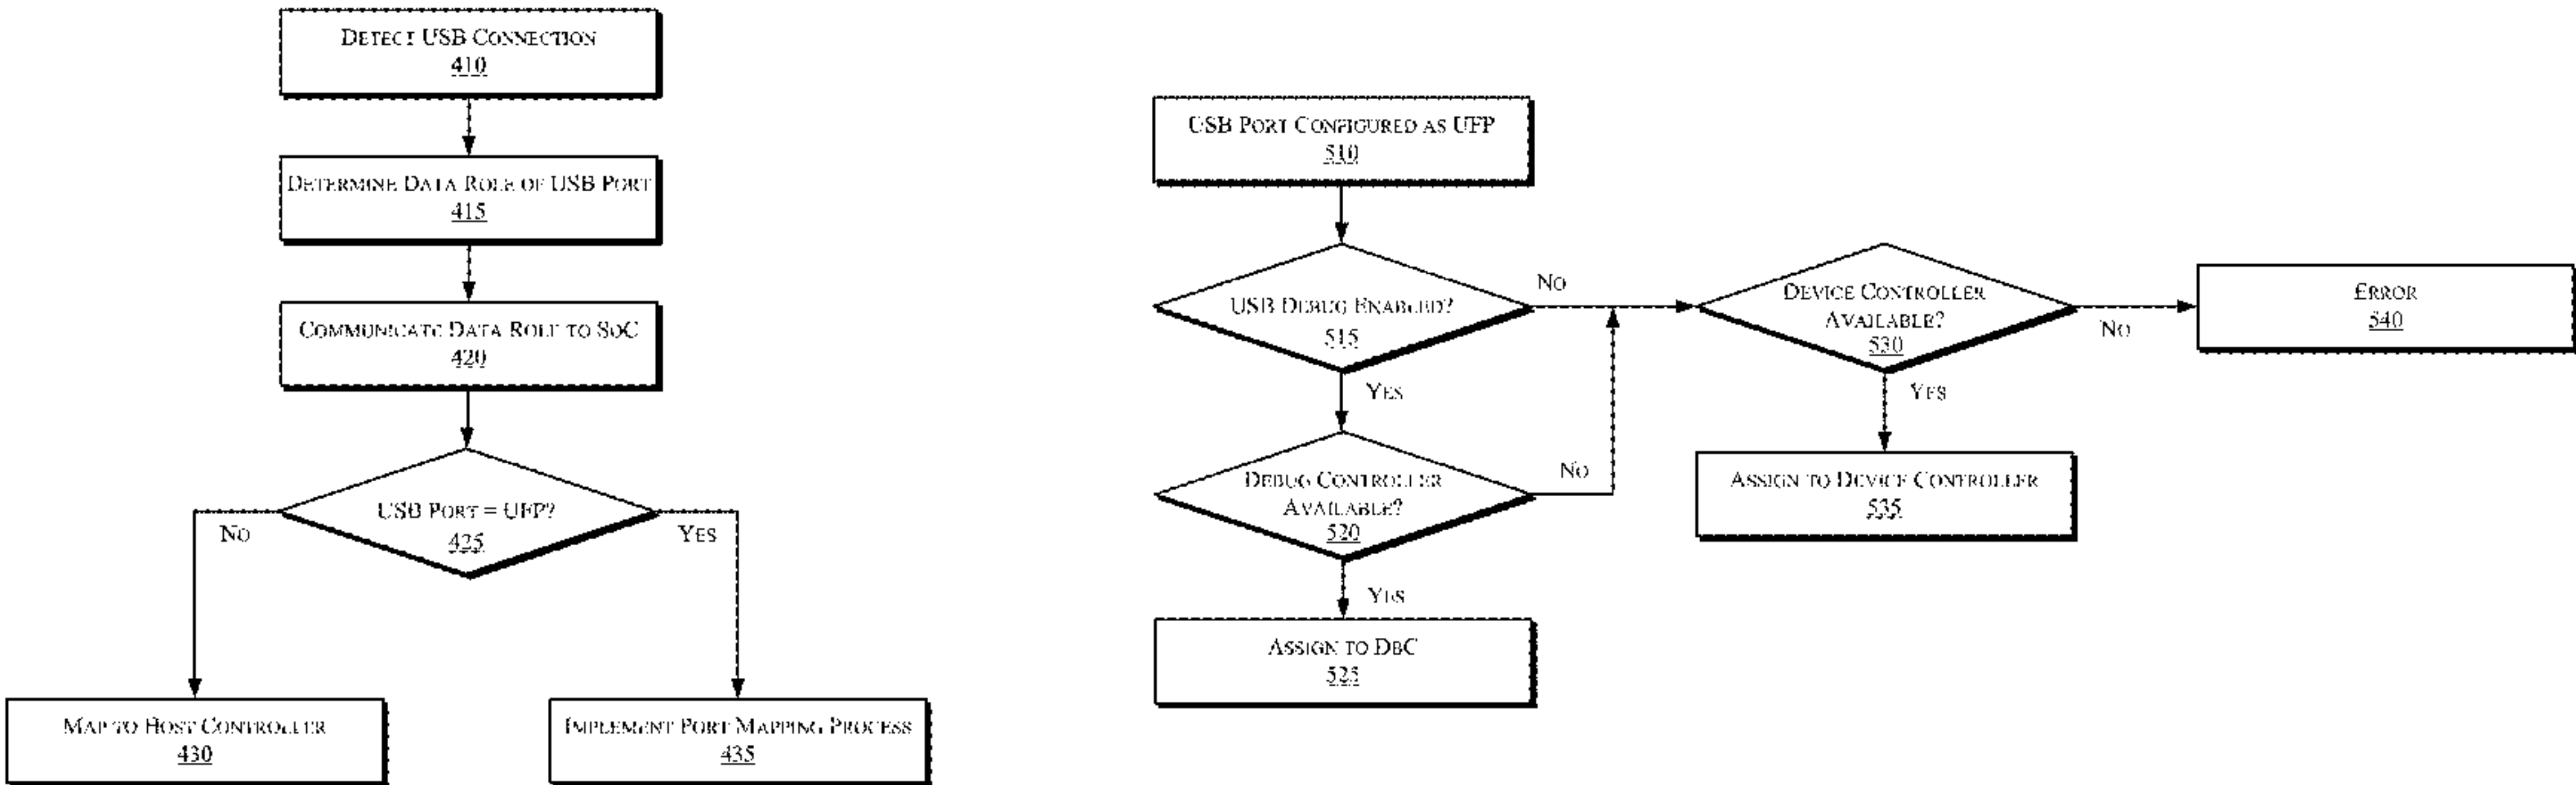 DETECT USB CONNECTION
410
DETERMINE DATA ROLE OF USB PORT
415
COMMUNICATE DATA ROLE TO SOC
420
USB PORT = UFP?
425
NO
YES
MAP TO HOST CONTROLLER
430
IMPLEMENT PORT MAPPING PROCESS
435
USB PORT CONFIGURED AS UFP
510
USB DEBUG ENABLED?
515
NO
YES
DEBUG CONTROLLER
AVAILABLE?
520
NO
YES
ASSIGN TO DBC
525
DEVICE CONTROLLER
AVAILABLE?
530
NO
YES
ASSIGN TO DEVICE CONTROLLER
535
ERROR
540